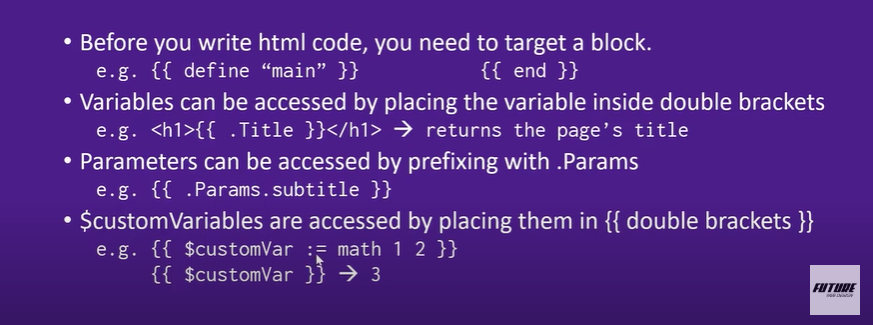 • Before you write html code, you need to target a block.
e.g. {{ define “main” }} {{ end }}
• Variables can be accessed by placing the variable inside double brackets
e.g. <h1>{{ .Title }}</h1> → returns the page’s title
• Parameters can be accessed by prefixing with .Params
e.g. {{ .Params.subtitle }}
• $customVariables are accessed by placing them in {{ double brackets }}
e.g. {{ $customVar := math 1 2 }}
{{ $customVar }} → 3
FUTURE
WEB DESIGN